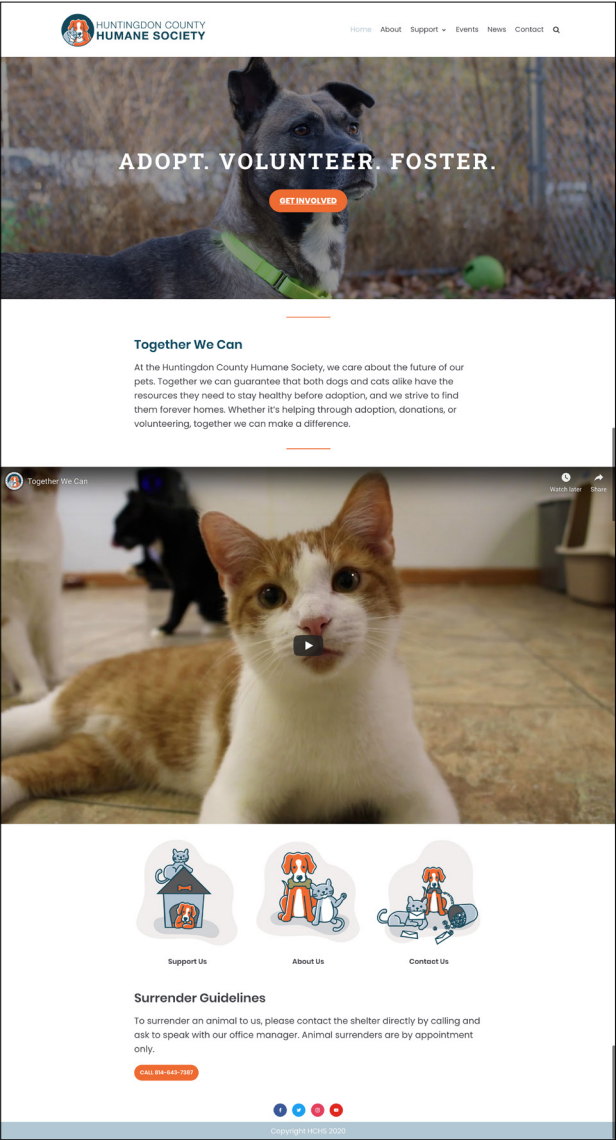 HUNTINGDON COUNTY
HUMANE SOCIETY
Home About Support Events News Contact
ADOPT. VOLUNTEER. FOSTER.
GET INVOLVED
Together We Can
At the Huntingdon County Humane Society, we care about the future of our
pets. Together we can guarantee that both dogs and cats alike have the
resources they need to stay healthy before adoption, and we strive to find
them forever homes. Whether it's helping through adoption, donations, or
volunteering, together we can make a difference.
Together We Can
Watch later Share
Support Us About Us Contact Us
Surrender Guidelines
To surrender an animal to us, please contact the shelter directly by calling and
ask to speak with our office manager. Animal surrenders are by appointment
only.
CALL 814-643-7387
Copyright HCHS 2020